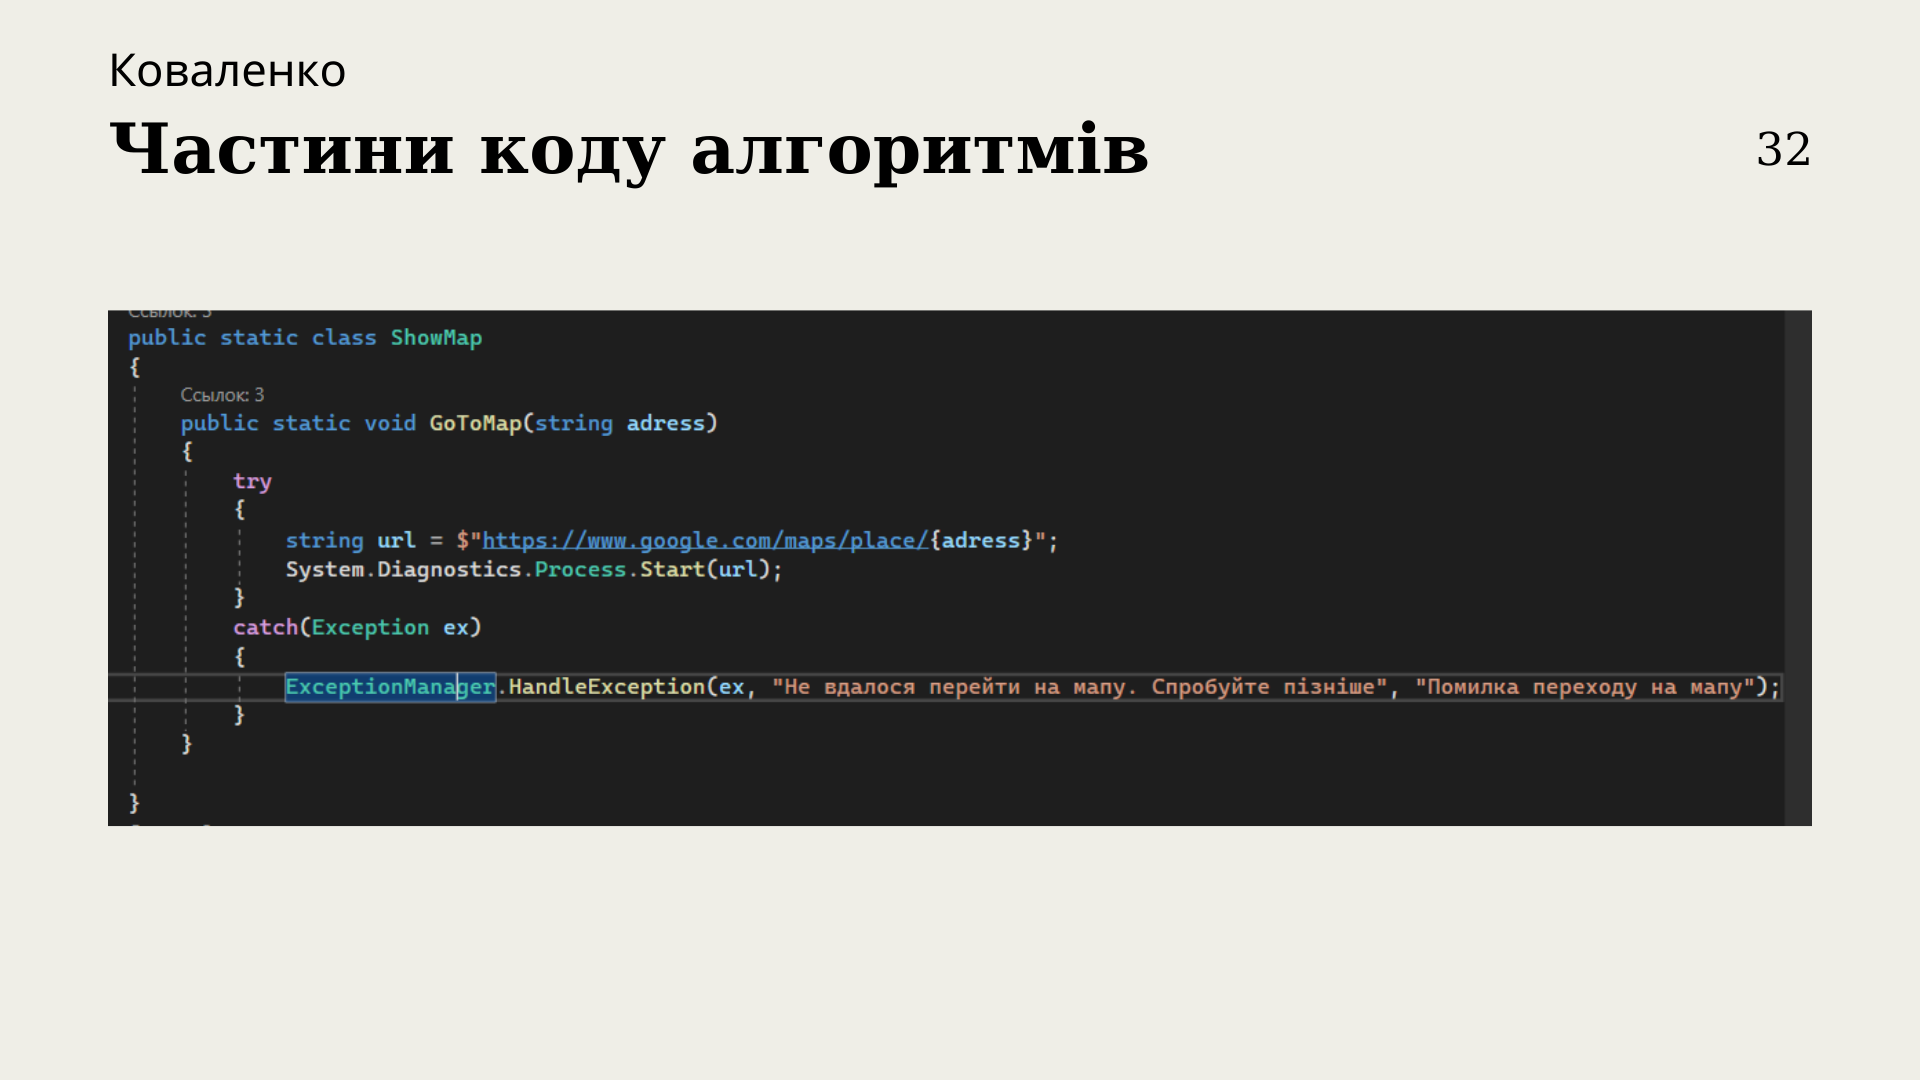 Коваленко
Частини коду алгоритмів
32
public static class ShowMap
{
Ссылок: 3
public static void GoToMap(string adress)
{
try
{
string url = $"https://www.google.com/maps/place/{adress}";
System.Diagnostics.Process.Start(url);
}
catch(Exception ex)
{
ExceptionManager.HandleException(ex, "Не вдалося перейти на мапу. Спробуйте пізніше", "Помилка переходу на мапу");
}
}
}